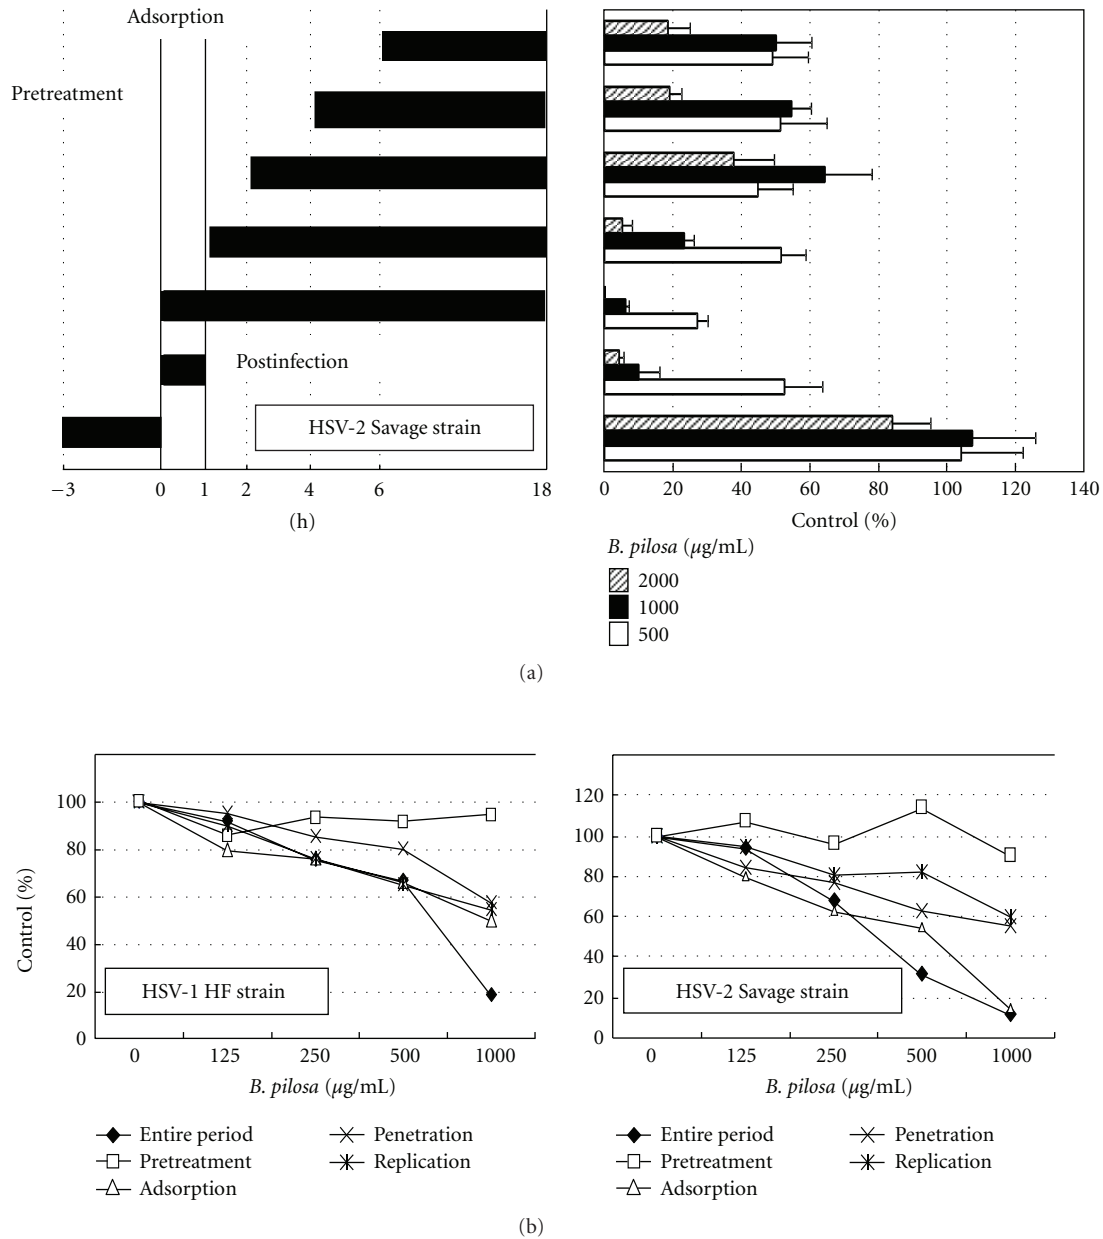 Adsorption
Pretreatment
Postinfection
HSV-2 Savage strain
−3 0 1 2 4 6 18
(h)
0 20 40 60 80 100 120 140
Control (%)
B. pilosa (µg/mL)
2000
1000
500
(a)
Control (%)
100
80
60
40
20
0
HSV-1 HF strain
0 125 250 500 1000
B. pilosa (µg/mL)
Entire period
Pretreatment
Adsorption
Penetration
Replication
120
100
80
60
40
20
0
HSV-2 Savage strain
0 125 250 500 1000
B. pilosa (µg/mL)
Entire period
Pretreatment
Adsorption
Penetration
Replication
(b)